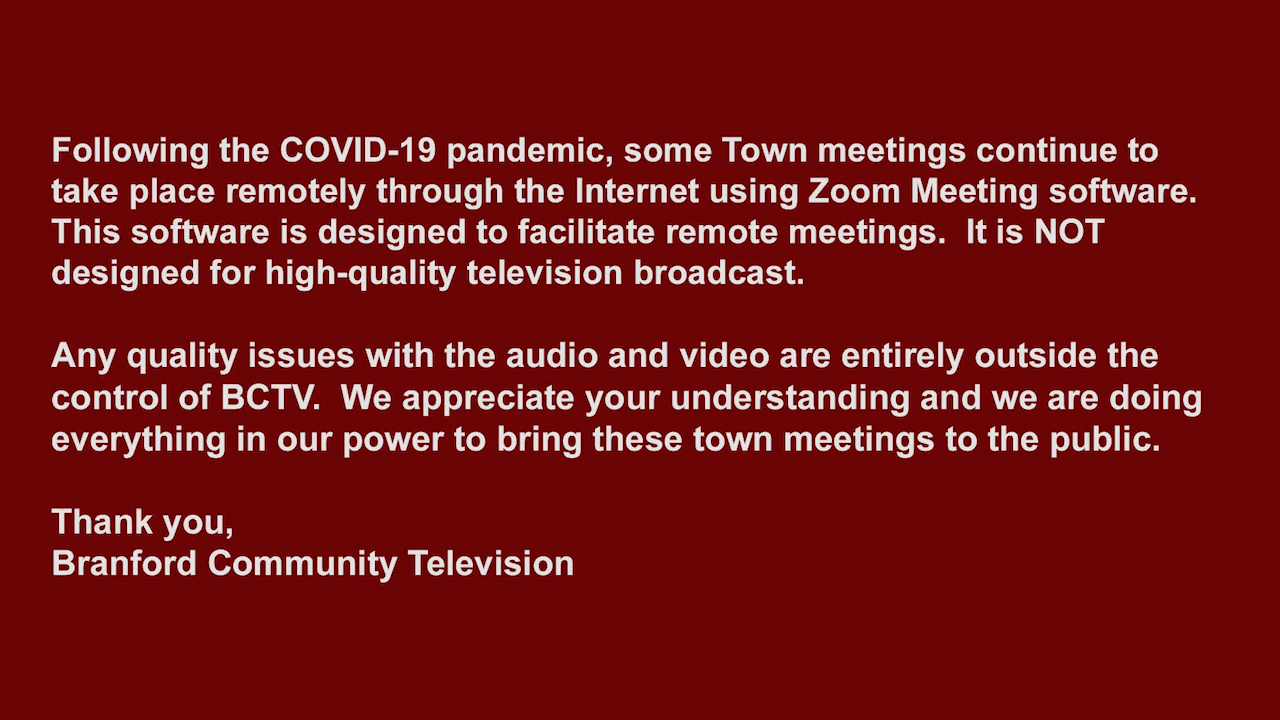 Following the COVID-19 pandemic, some Town meetings continue to
take place remotely through the Internet using Zoom Meeting software.
This software is designed to facilitate remote meetings.  It is NOT
designed for high-quality television broadcast.
Any quality issues with the audio and video are entirely outside the
control of BCTV.  We appreciate your understanding and we are doing
everything in our power to bring these town meetings to the public.
Thank you,
Branford Community Television